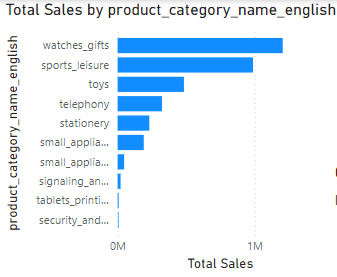 Total Sales by product_category_name_english
product_category_name_english
watches_gifts
sports_leisure
toys
telephony
stationery
small_applia...
small_applia...
signaling_an...
tablets_printi...
security_and...
0M
1M
Total Sales